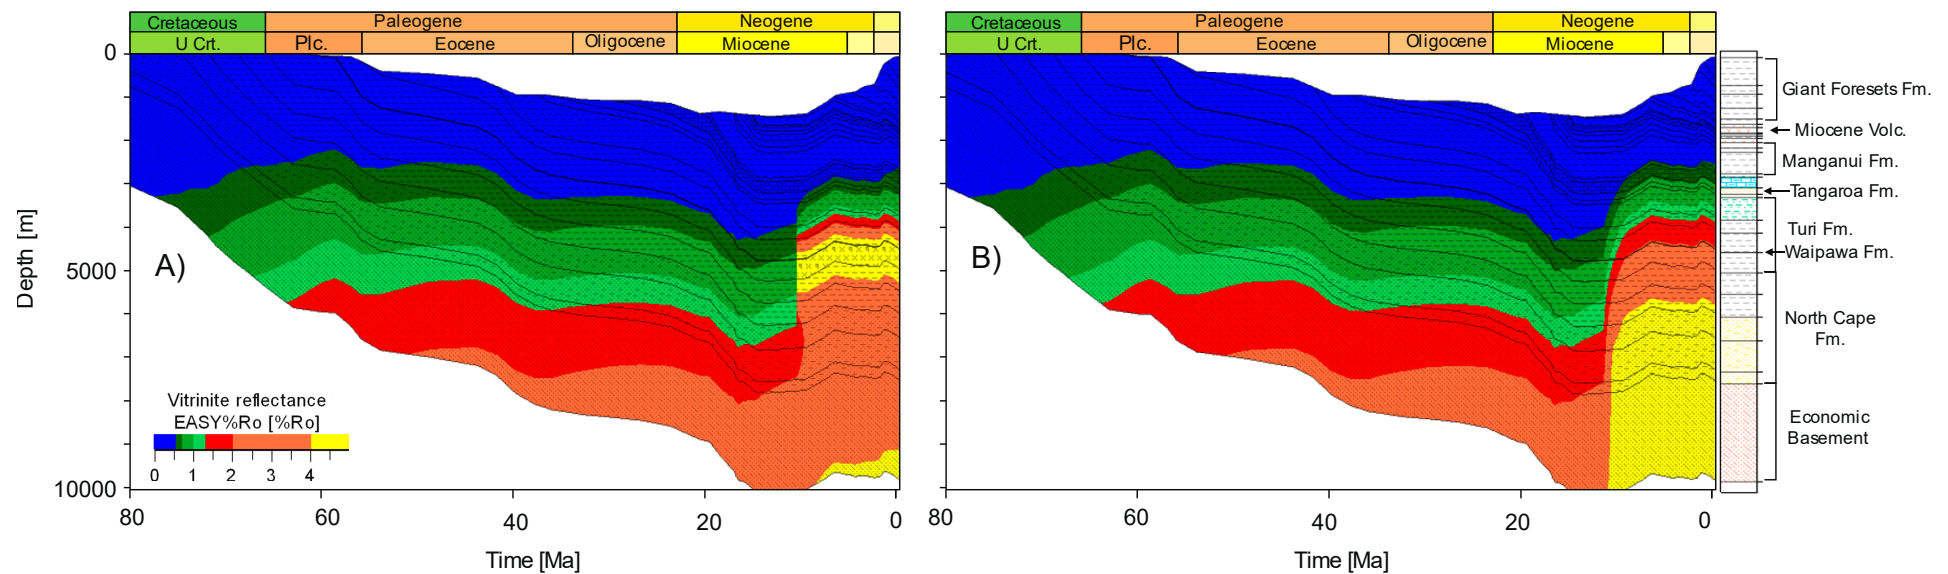 Cretaceous Paleogene Neogene
U Crt. Plc. Eocene Oligocene Miocene
Cretaceous Paleogene Neogene
U Crt. Plc. Eocene Oligocene Miocene
0
5000
10000
Depth [m]
A)
Vitrinite reflectance
EASY%Ro [%Ro]
0 1 2 3 4
80 60 40 20 0
Time [Ma]
B)
80 60 40 20 0
Time [Ma]
Giant Foresets Fm.
Miocene Volc.
Manganui Fm.
Tangaroa Fm.
Turi Fm.
Waipawa Fm.
North Cape
Fm.
Economic
Basement